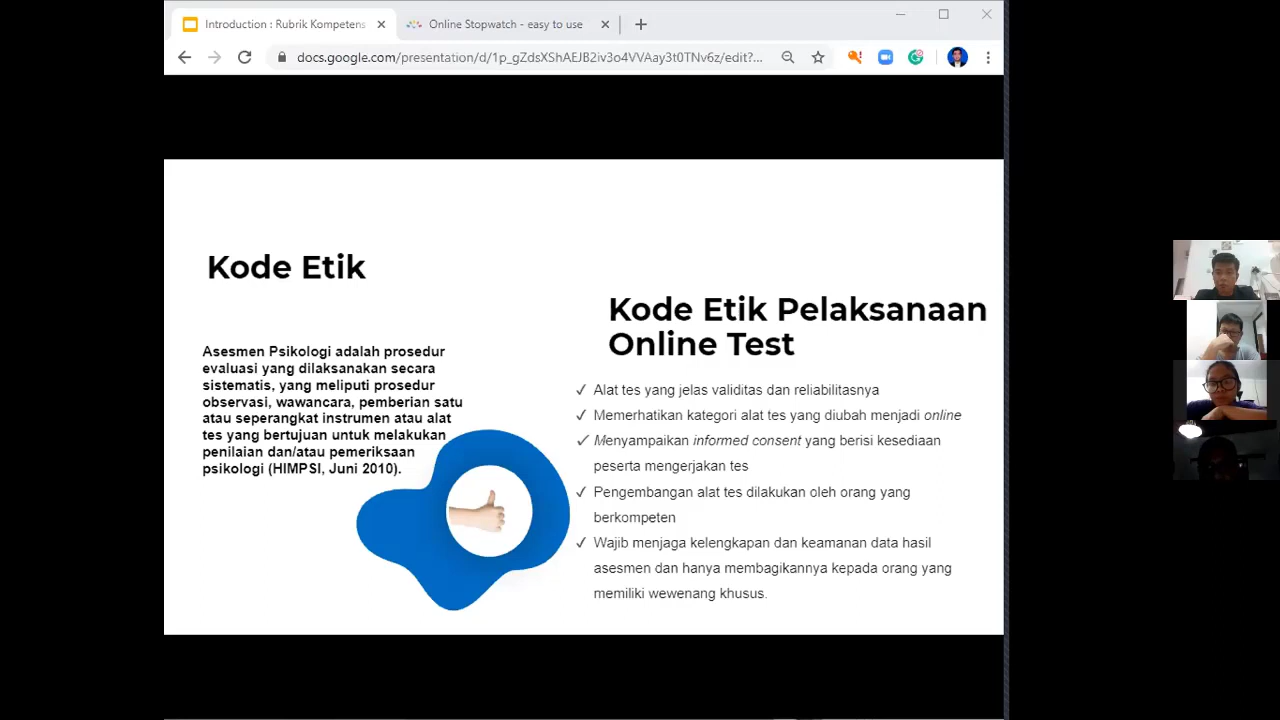 Introduction : Rubrik Kompetens
Online Stopwatch - easy to use
docs.google.com/presentation/d/1p_gZdsXShAEJB2iv3o4VVAay3t0TNv6z/edit?...
Kode Etik
Asesmen Psikologi adalah prosedur
evaluasi yang dilaksanakan secara
sistematis, yang meliputi prosedur
observasi, wawancara, pemberian satu
atau seperangkat instrumen atau alat
tes yang bertujuan untuk melakukan
penilaian dan/atau pemeriksaan
psikologi (HIMPSI, Juni 2010).
Kode Etik Pelaksanaan
Online Test
✓ Alat tes yang jelas validitas dan reliabilitasnya
✓ Memerhatikan kategori alat tes yang diubah menjadi online
✓ Menyampaikan informed consent yang berisi kesediaan
peserta mengerjakan tes
✓ Pengembangan alat tes dilakukan oleh orang yang
berkompeten
✓ Wajib menjaga kelengkapan dan keamanan data hasil
asesmen dan hanya membagikannya kepada orang yang
memiliki wewenang khusus.